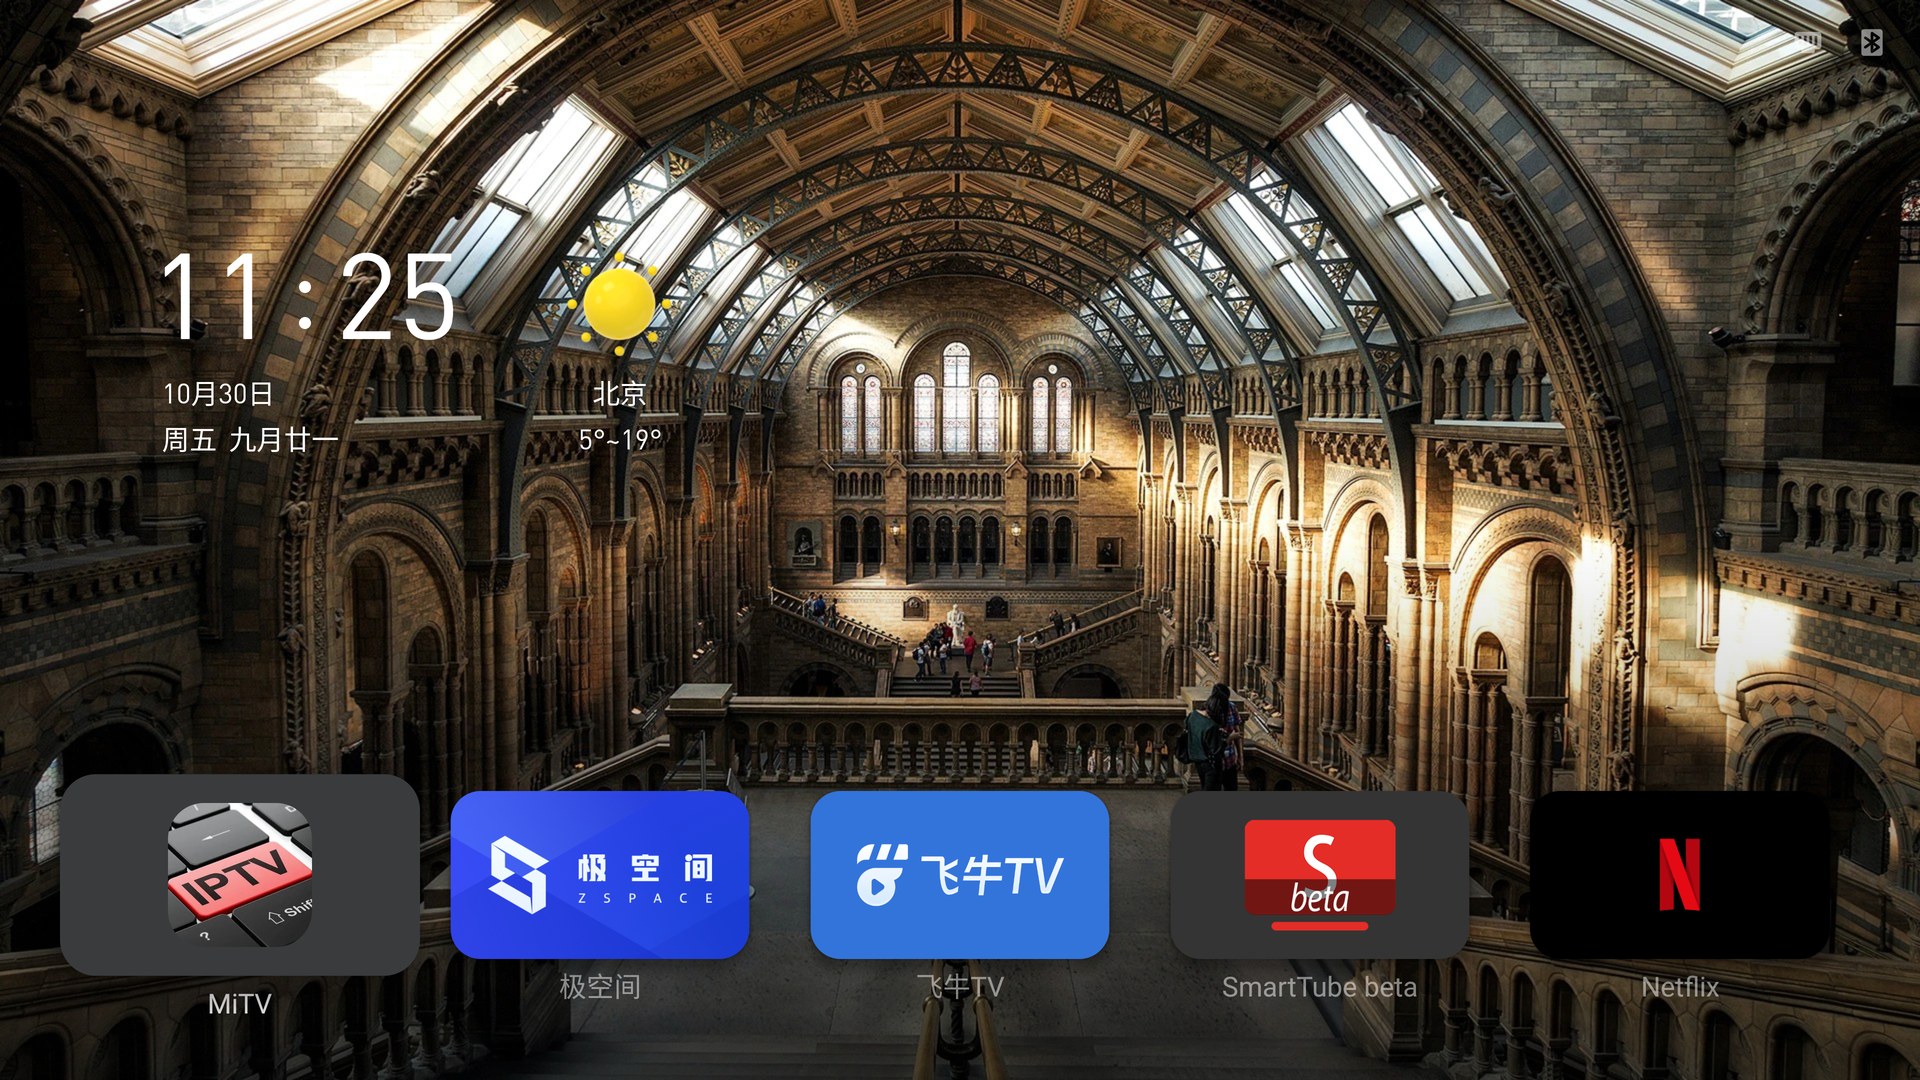 11:25
10月30日
周五 九月廿一
北京
5°~19°
IPTV
Shif
?
极空间
ZSPACE
飞牛TV
S
beta
N
MiTV
极空间
飞牛TV
SmartTube beta
Netflix